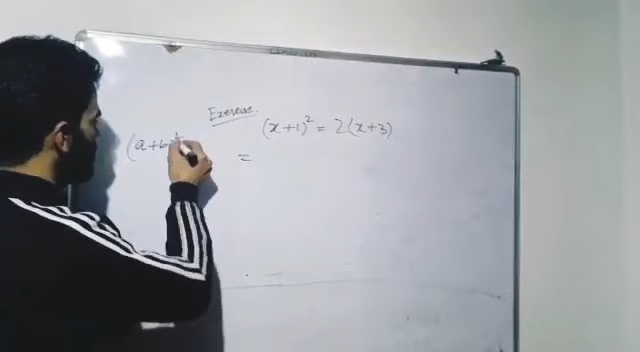 Exercise.
(x+1)² = 2(x+3)
(a+b)²
=